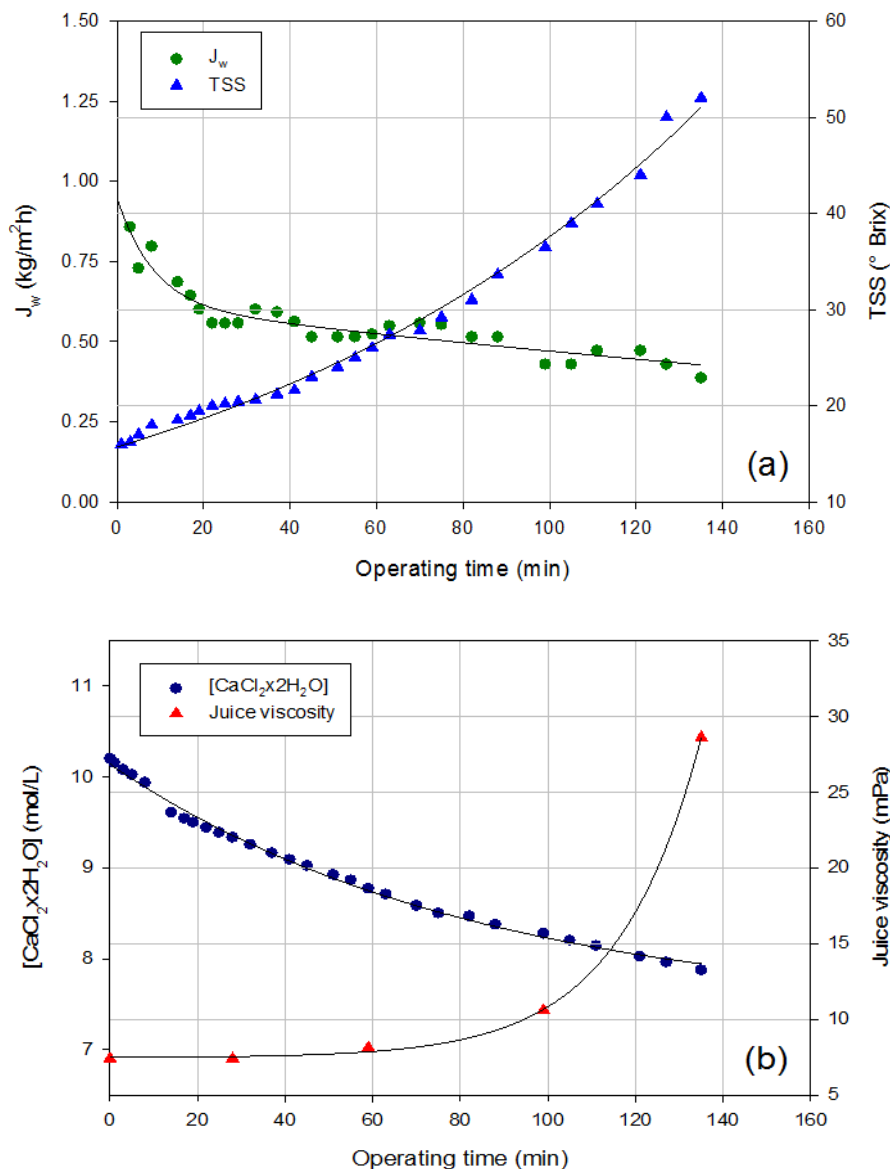 1.50
1.25
1.00
0.75
0.50
0.25
0.00
J_w (kg/m²h)
J_w
TSS
60
50
40
30
20
10
TSS (° Brix)
(a)
0 20 40 60 80 100 120 140 160
Operating time (min)
11
10
9
8
7
[CaCl₂x2H₂O] (mol/L)
[CaCl₂x2H₂O]
Juice viscosity
35
30
25
20
15
10
5
Juice viscosity (mPa)
(b)
0 20 40 60 80 100 120 140 160
Operating time (min)